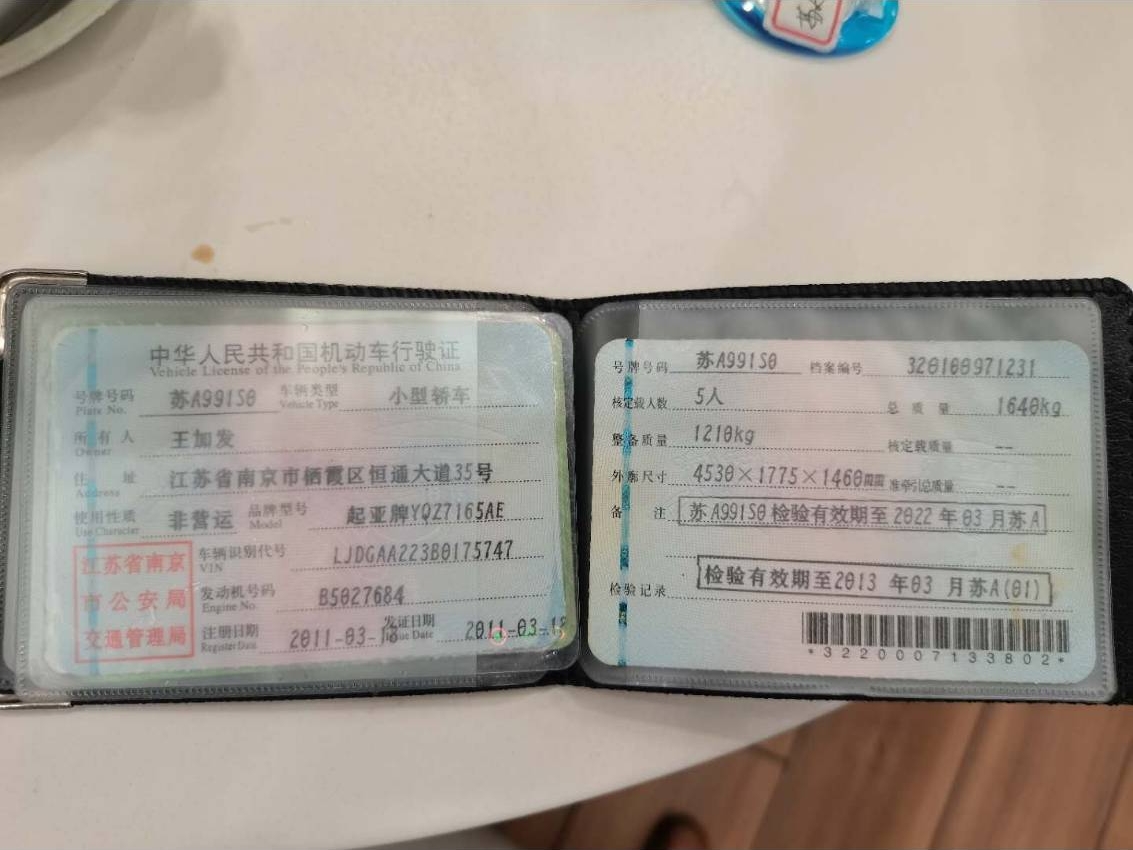 中华人民共和国机动车行驶证
Vehicle License of the People's Republic of China
号牌号码 苏A991S0 车辆类型 小型轿车
Plate No. Vehicle Type
所有人 王加发
Owner
住址 江苏省南京市栖霞区恒通大道35号
Address
使用性质 非营运 品牌型号 起亚牌YQZ7165AE
Use Character Model
江苏省南京
市公安局
交通管理局
车辆识别代号 LJDGAA223B0175747
VIN
发动机号码 B5027684
Engine No.
注册日期 2011-03-18 发证日期 2011-03-18
Register Date Issue Date
号牌号码 苏A991S0 档案编号 320100971231
核定载人数 5人 总质量 1640kg
整备质量 1210kg 核定载质量 --
外廓尺寸 4530×1775×1460mm 准牵引总质量 --
备注 苏A991S0 检验有效期至 2022 年 03 月苏A
检验记录 检验有效期至2013 年03 月苏A(01)
*3220007133802*